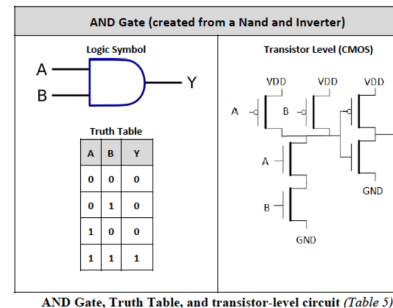 AND Gate (created from a Nand and Inverter)
Logic Symbol
A
B
Y
Truth Table
A B Y
0 0 0
0 1 0
1 0 0
1 1 1
Transistor Level (CMOS)
VDD VDD VDD
A B
A
GND
B
GND
AND Gate, Truth Table, and transistor-level circuit (Table 5)